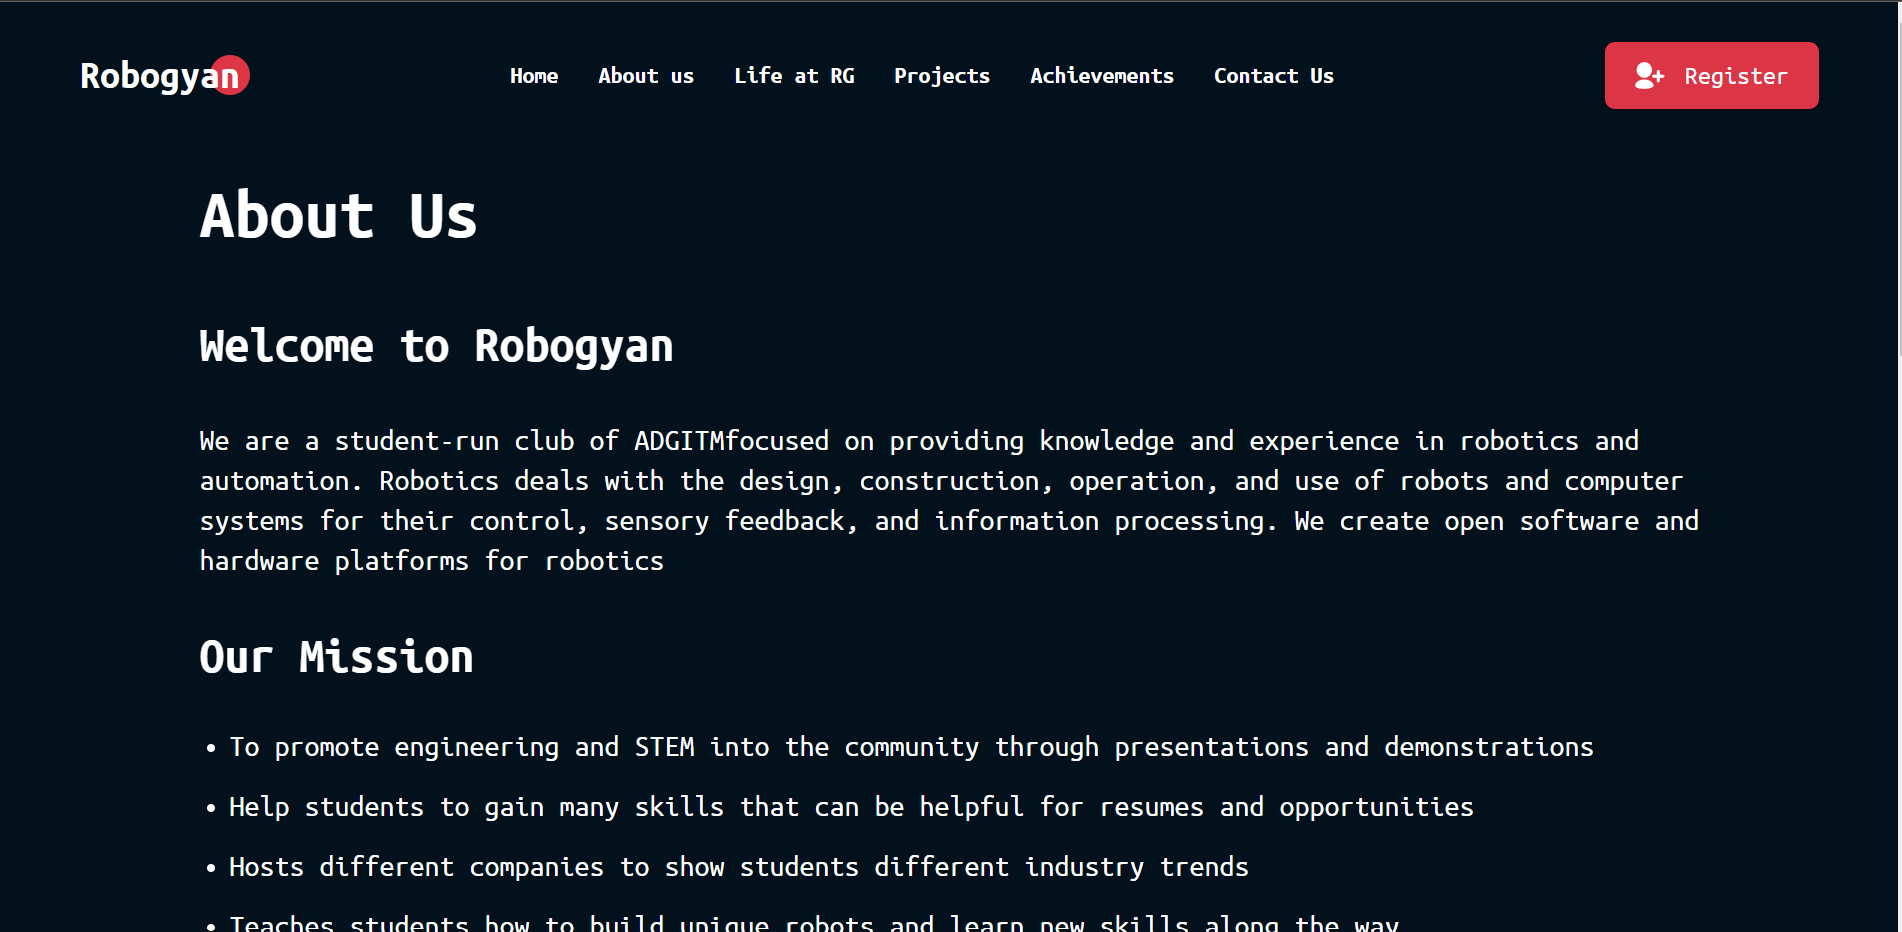 Robogyan
Home About us Life at RG Projects Achievements Contact Us
Register
About Us
Welcome to Robogyan
We are a student-run club of ADGITMfocused on providing knowledge and experience in robotics and
automation. Robotics deals with the design, construction, operation, and use of robots and computer
systems for their control, sensory feedback, and information processing. We create open software and
hardware platforms for robotics
Our Mission
• To promote engineering and STEM into the community through presentations and demonstrations
• Help students to gain many skills that can be helpful for resumes and opportunities
• Hosts different companies to show students different industry trends
• Teaches students how to build unique robots and learn new skills along the way